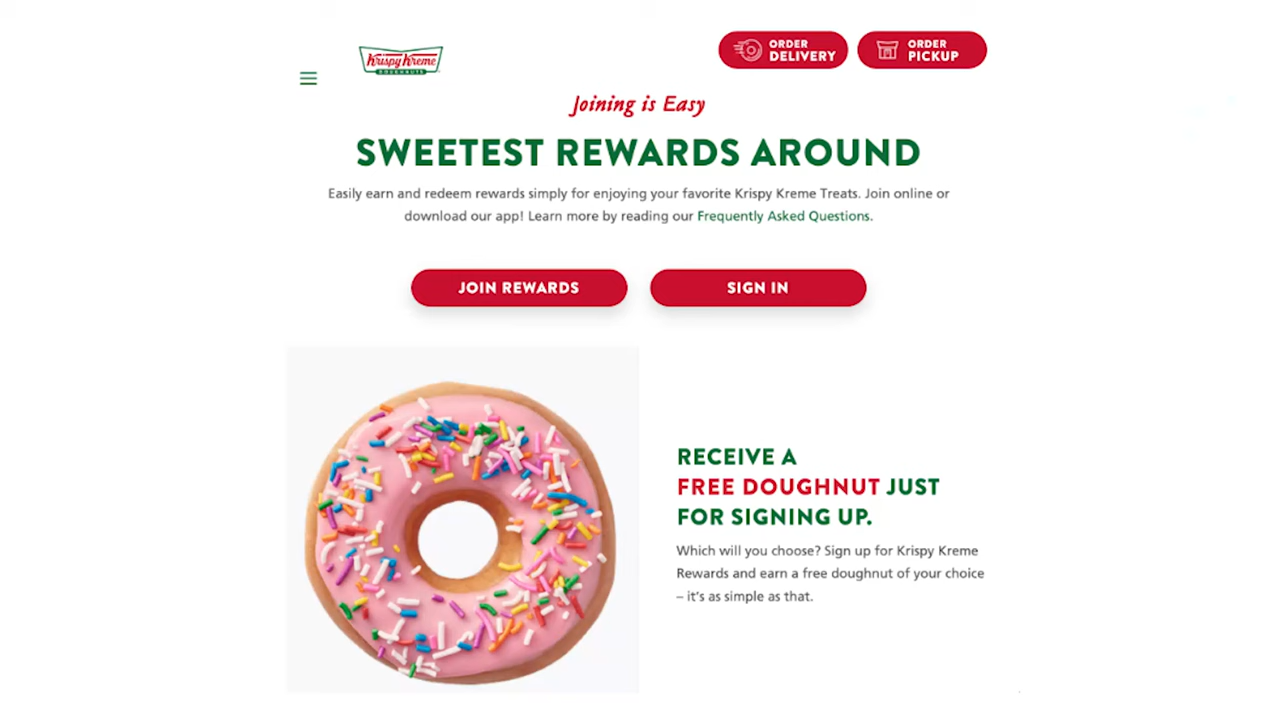 Krispy Kreme
DOUGHNUTS
ORDER
DELIVERY
ORDER
PICKUP
Joining is Easy
SWEETEST REWARDS AROUND
Easily earn and redeem rewards simply for enjoying your favorite Krispy Kreme Treats. Join online or
download our app! Learn more by reading our Frequently Asked Questions.
JOIN REWARDS
SIGN IN
RECEIVE A
FREE DOUGHNUT JUST
FOR SIGNING UP.
Which will you choose? Sign up for Krispy Kreme
Rewards and earn a free doughnut of your choice
– it's as simple as that.